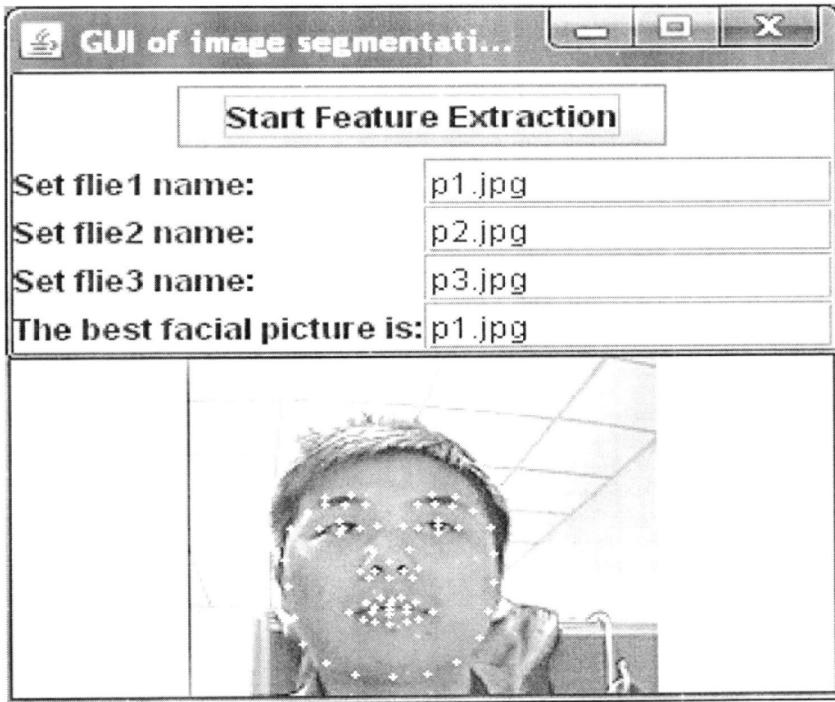 GUI of image segmentati...
Start Feature Extraction
Set flie1 name: p1.jpg
Set flie2 name: p2.jpg
Set flie3 name: p3.jpg
The best facial picture is: p1.jpg